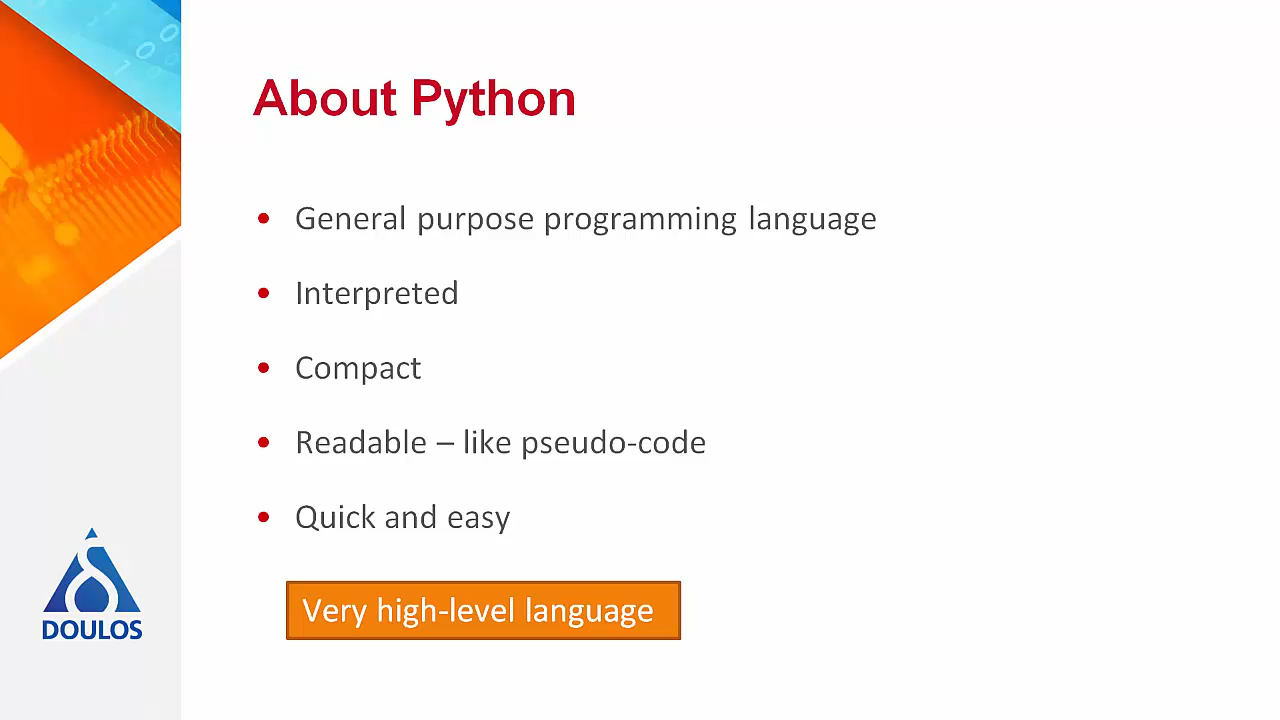 About Python
• General purpose programming language
• Interpreted
• Compact
• Readable – like pseudo-code
• Quick and easy
Very high-level language
DOULOS